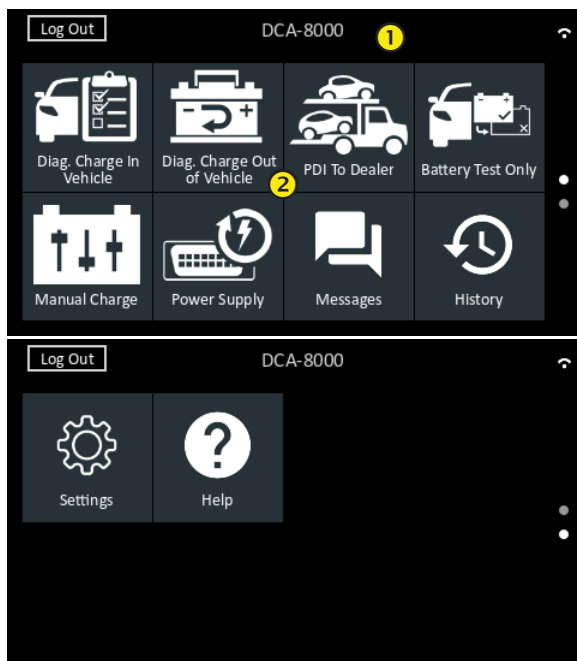 Log Out
DCA-8000
1
Diag. Charge In
Vehicle
Diag. Charge Out
of Vehicle
2
PDI To Dealer
Battery Test Only
Manual Charge
Power Supply
Messages
History
Log Out
DCA-8000
Settings
Help